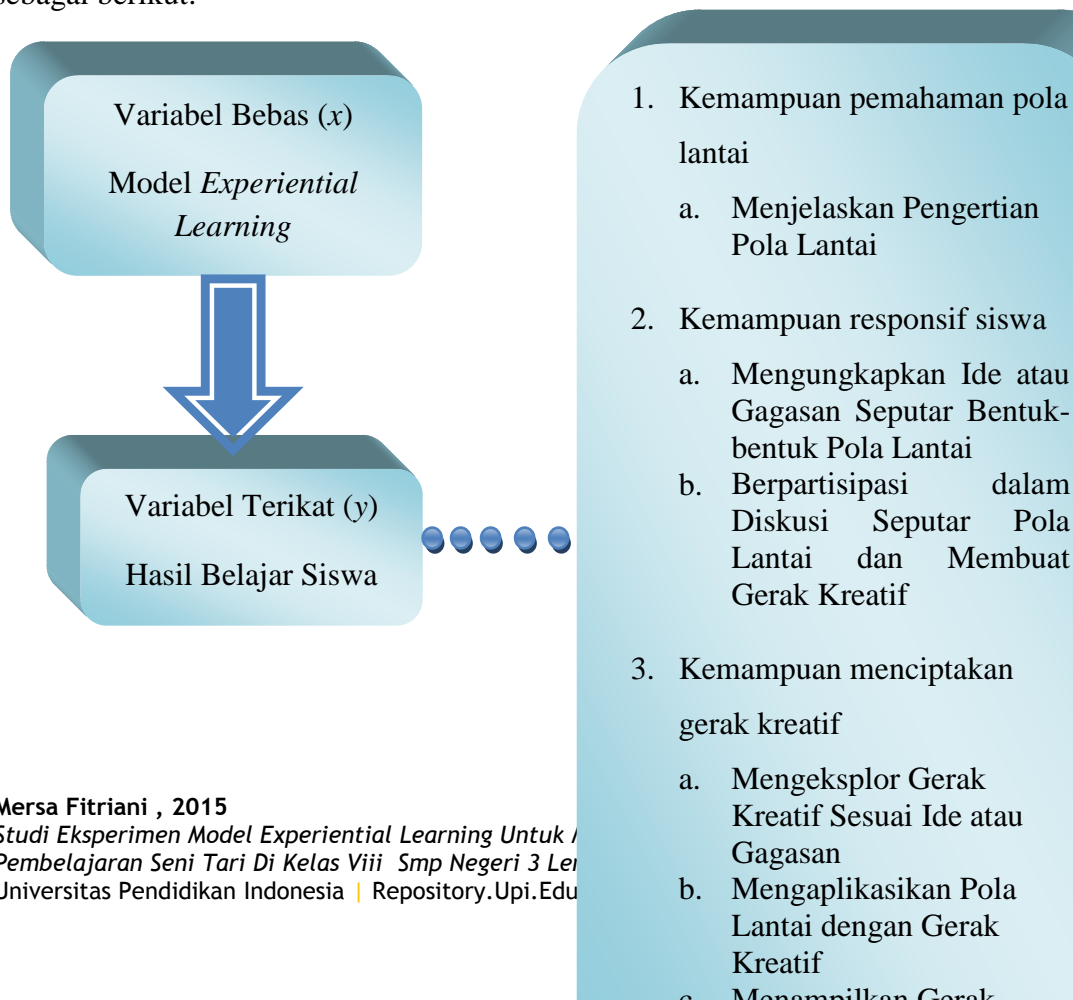 sebagai berikut:
Variabel Bebas (x)
Model Experiential
Learning
Variabel Terikat (y)
Hasil Belajar Siswa
1. Kemampuan pemahaman pola
lantai
a. Menjelaskan Pengertian
Pola Lantai
2. Kemampuan responsif siswa
a. Mengungkapkan Ide atau
Gagasan Seputar Bentuk-
bentuk Pola Lantai
b. Berpartisipasi dalam
Diskusi Seputar Pola
Lantai dan Membuat
Gerak Kreatif
3. Kemampuan menciptakan
gerak kreatif
a. Mengeksplor Gerak
Kreatif Sesuai Ide atau
Gagasan
b. Mengaplikasikan Pola
Lantai dengan Gerak
Kreatif
c. Menampilkan Gerak
Mersa Fitriani , 2015
Studi Eksperimen Model Experiential Learning Untuk
Pembelajaran Seni Tari Di Kelas Viii Smp Negeri 3
Universitas Pendidikan Indonesia | Repository.Upi.Edu